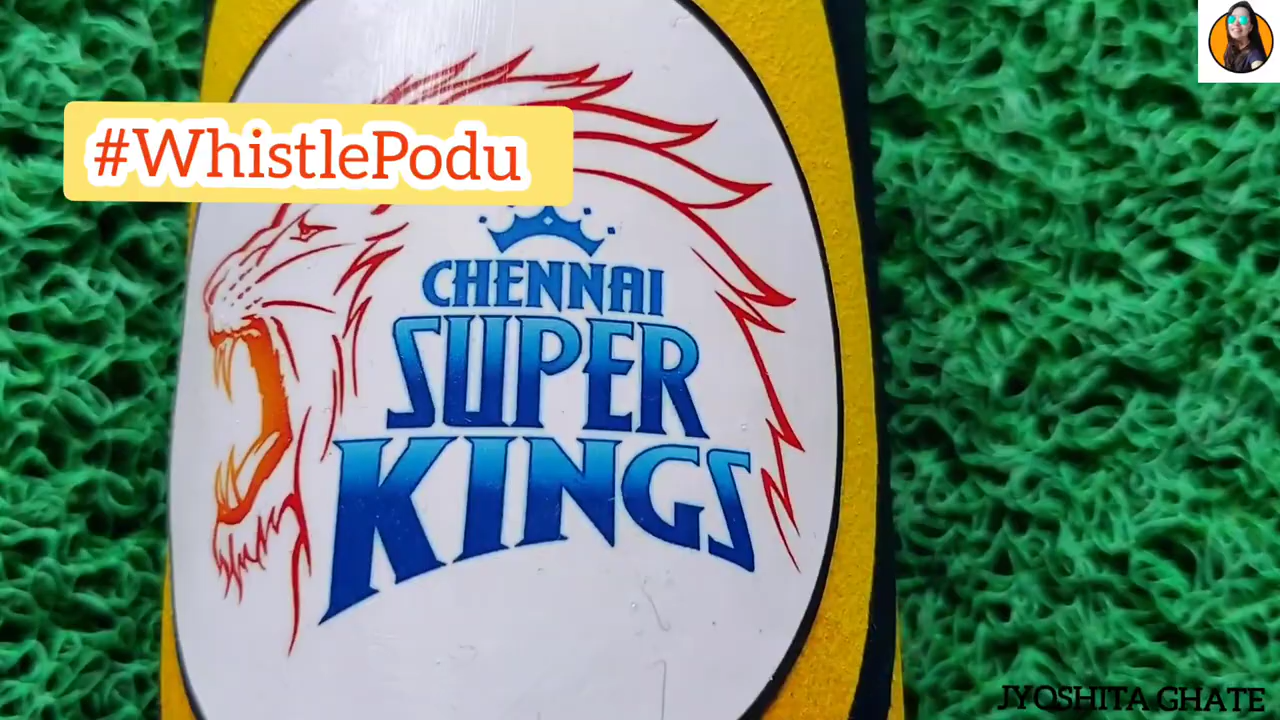 #WhistlePodu
CHENNAI
SUPER
KINGS
JYOSHITA GHATE